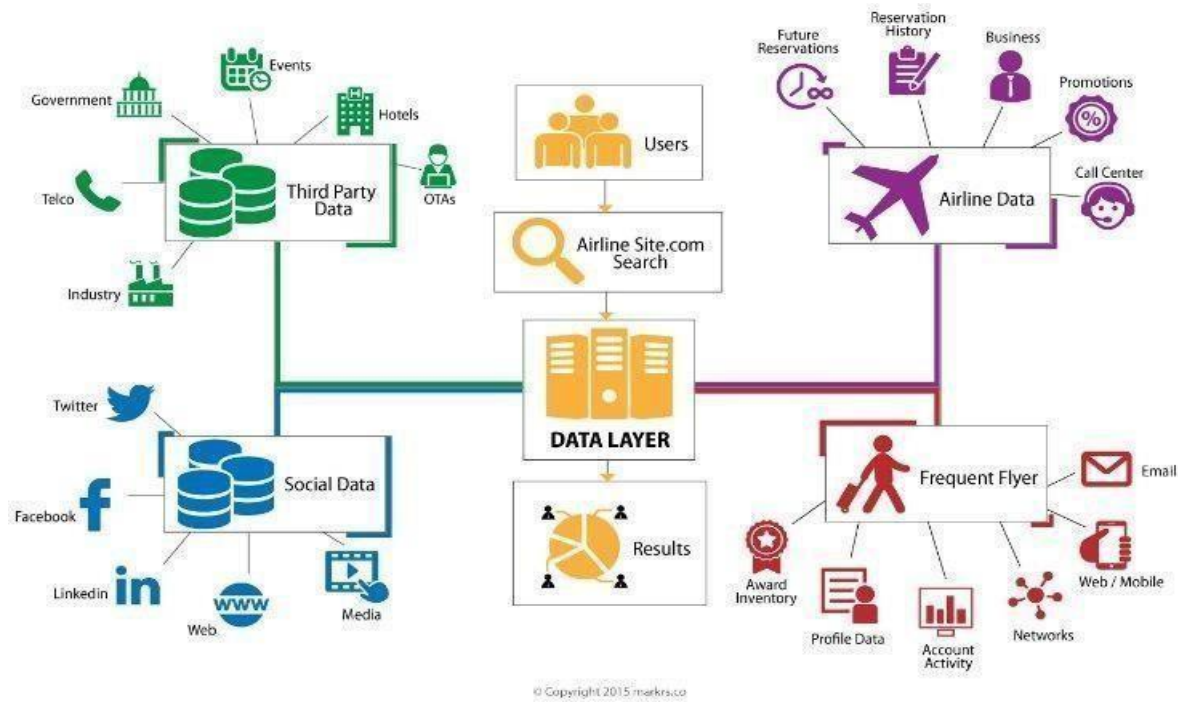 Government
Events
Hotels
Telco
OTAs
Industry
Third Party
Data
Users
Airline Site.com
Search
DATA LAYER
Results
Future
Reservations
Reservation
History
Business
Promotions
%
Call Center
Airline Data
Twitter
Facebook
f
Linkedin
in
Web
www
Media
Social Data
Frequent Flyer
Email
Web / Mobile
Networks
Account
Activity
Profile Data
Award
Inventory
H
© Copyright 2015 markrs.co